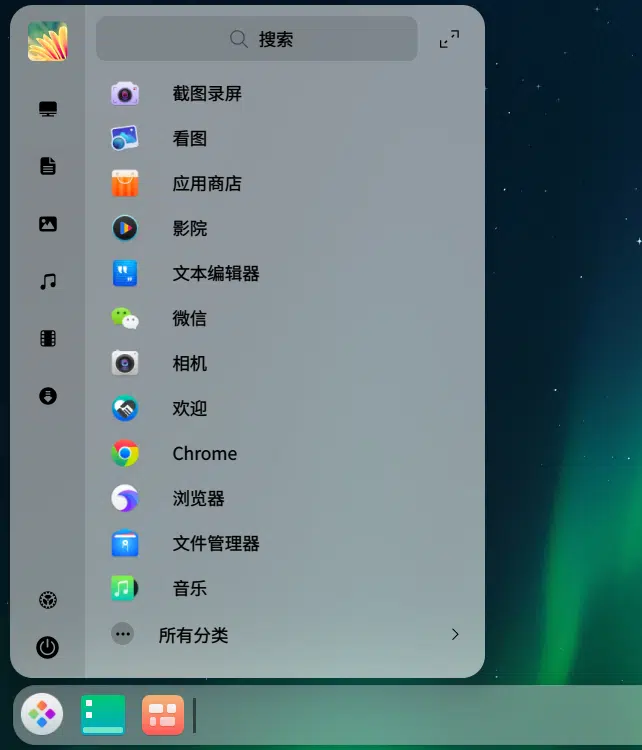 搜索
截图录屏
看图
应用商店
影院
文本编辑器
微信
相机
欢迎
Chrome
浏览器
文件管理器
音乐
所有分类